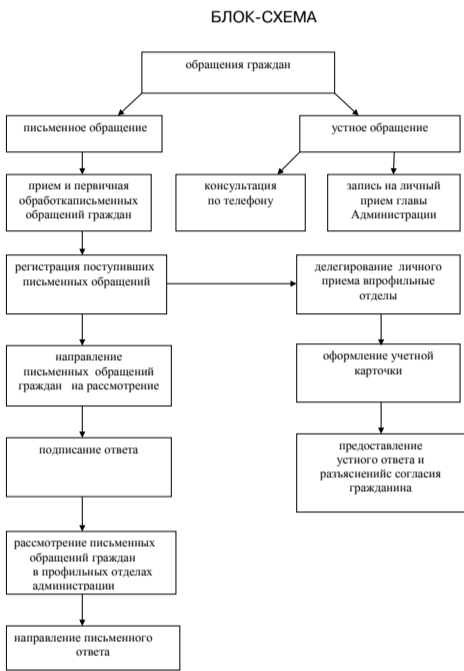 БЛОК-СХЕМА
обращения граждан
письменное обращение
устное обращение
прием и первичная
обработкаписьменных
обращений граждан
консультация
по телефону
запись на личный
прием главы
Администрации
регистрация поступивших
письменных обращений
делегирование личного
приема впрофильные
отделы
направление
письменных обращений
граждан на рассмотрение
оформление учетной
карточки
подписание ответа
предоставление
устного ответа и
разъясненийс согласия
гражданина
рассмотрение письменных
обращений граждан
в профильных отделах
администрации
направление письменного
ответа